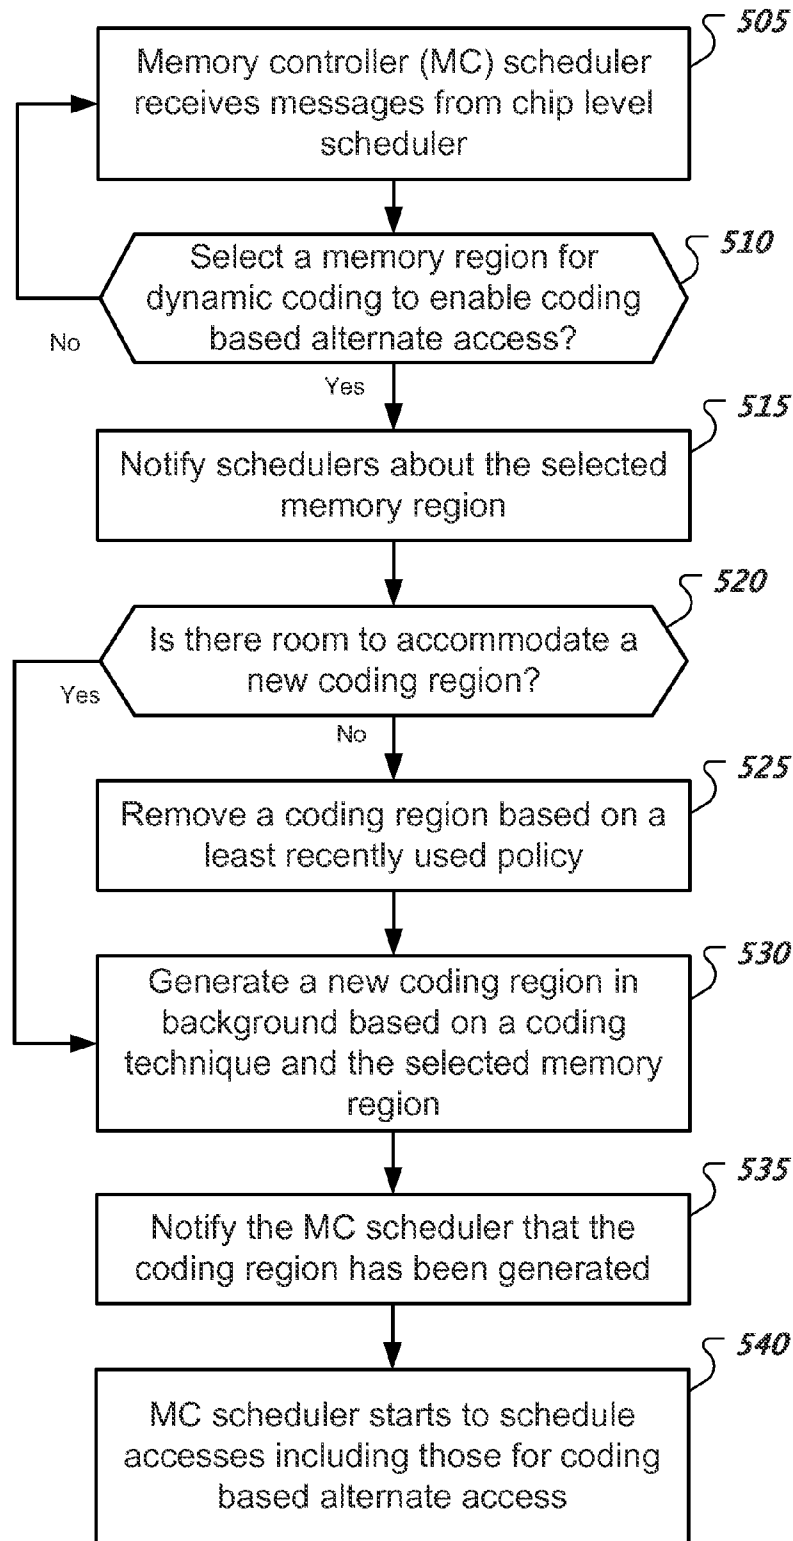 505
Memory controller (MC) scheduler
receives messages from chip level
scheduler
510
Select a memory region for
dynamic coding to enable coding
based alternate access?
No
Yes
515
Notify schedulers about the selected
memory region
520
Is there room to accommodate a
new coding region?
Yes
No
525
Remove a coding region based on a
least recently used policy
530
Generate a new coding region in
background based on a coding
technique and the selected memory
region
535
Notify the MC scheduler that the
coding region has been generated
540
MC scheduler starts to schedule
accesses including those for coding
based alternate access